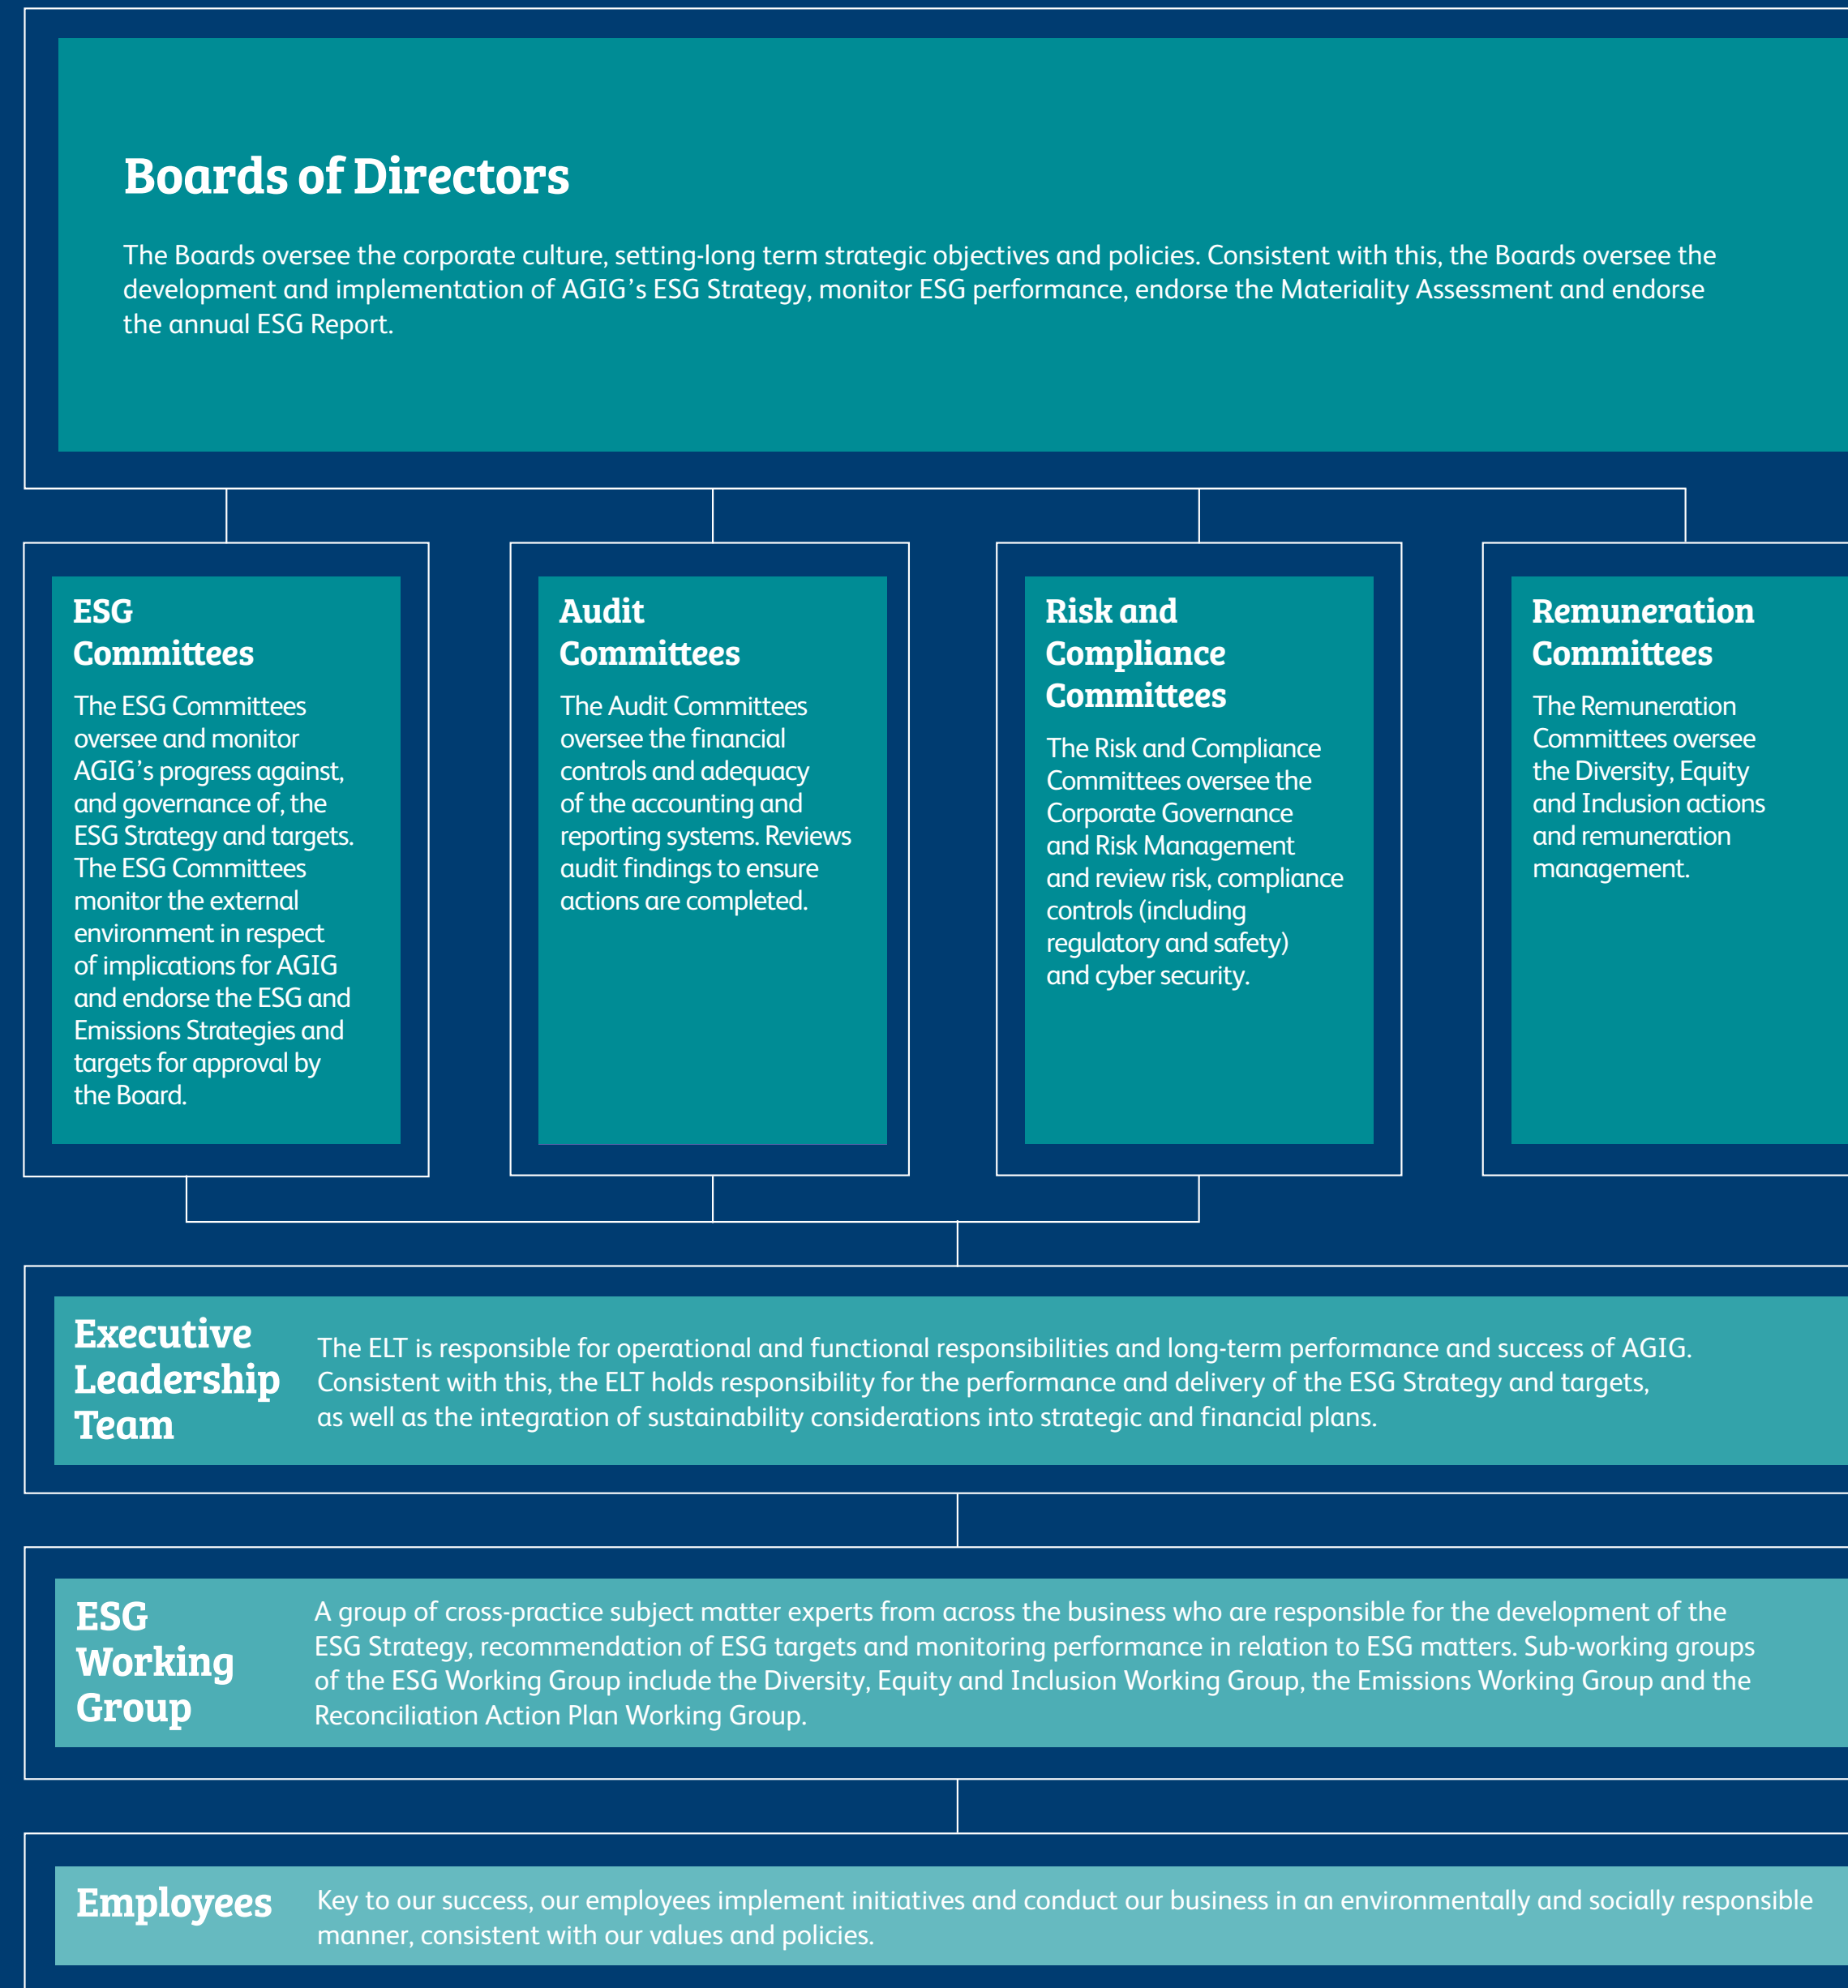 Boards of Directors
The Boards oversee the corporate culture, setting-long term strategic objectives and policies. Consistent with this, the Boards oversee the
development and implementation of AGIG’s ESG Strategy, monitor ESG performance, endorse the Materiality Assessment and endorse
the annual ESG Report.
ESG
Committees
The ESG Committees
oversee and monitor
AGIG’s progress against,
and governance of, the
ESG Strategy and targets.
The ESG Committees
monitor the external
environment in respect
of implications for AGIG
and endorse the ESG and
Emissions Strategies and
targets for approval by
the Board.
Audit
Committees
The Audit Committees
oversee the financial
controls and adequacy
of the accounting and
reporting systems. Reviews
audit findings to ensure
actions are completed.
Risk and
Compliance
Committees
The Risk and Compliance
Committees oversee the
Corporate Governance
and Risk Management
and review risk, compliance
controls (including
regulatory and safety)
and cyber security.
Remuneration
Committees
The Remuneration
Committees oversee
the Diversity, Equity
and Inclusion actions
and remuneration
management.
Executive
Leadership
Team
The ELT is responsible for operational and functional responsibilities and long-term performance and success of AGIG.
Consistent with this, the ELT holds responsibility for the performance and delivery of the ESG Strategy and targets,
as well as the integration of sustainability considerations into strategic and financial plans.
ESG
Working
Group
A group of cross-practice subject matter experts from across the business who are responsible for the development of the
ESG Strategy, recommendation of ESG targets and monitoring performance in relation to ESG matters. Sub-working groups
of the ESG Working Group include the Diversity, Equity and Inclusion Working Group, the Emissions Working Group and the
Reconciliation Action Plan Working Group.
Employees
Key to our success, our employees implement initiatives and conduct our business in an environmentally and socially responsible
manner, consistent with our values and policies.